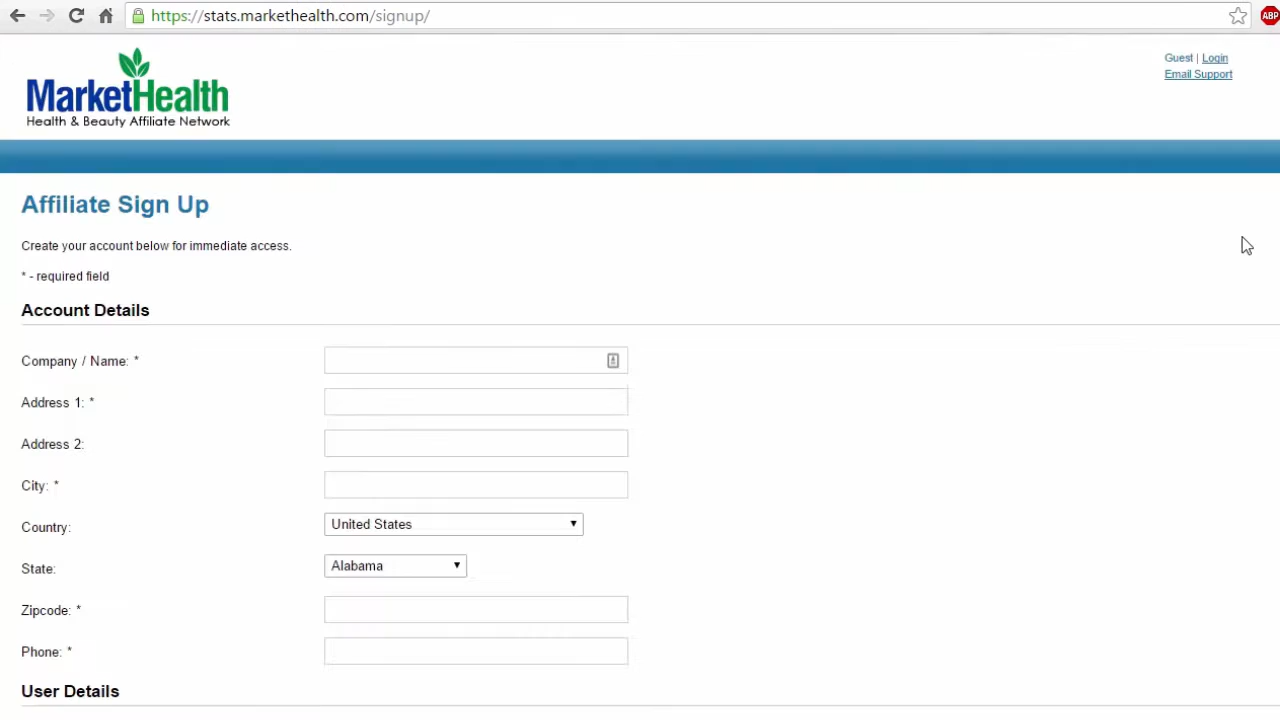 https://stats.markethealth.com/signup/
ABP
MarketHealth
Health & Beauty Affiliate Network
Guest | Login
Email Support
Affiliate Sign Up
Create your account below for immediate access.
* - required field
Account Details
Company / Name: *
Address 1: *
Address 2:
City: *
Country:
United States
State:
Alabama
Zipcode: *
Phone: *
User Details